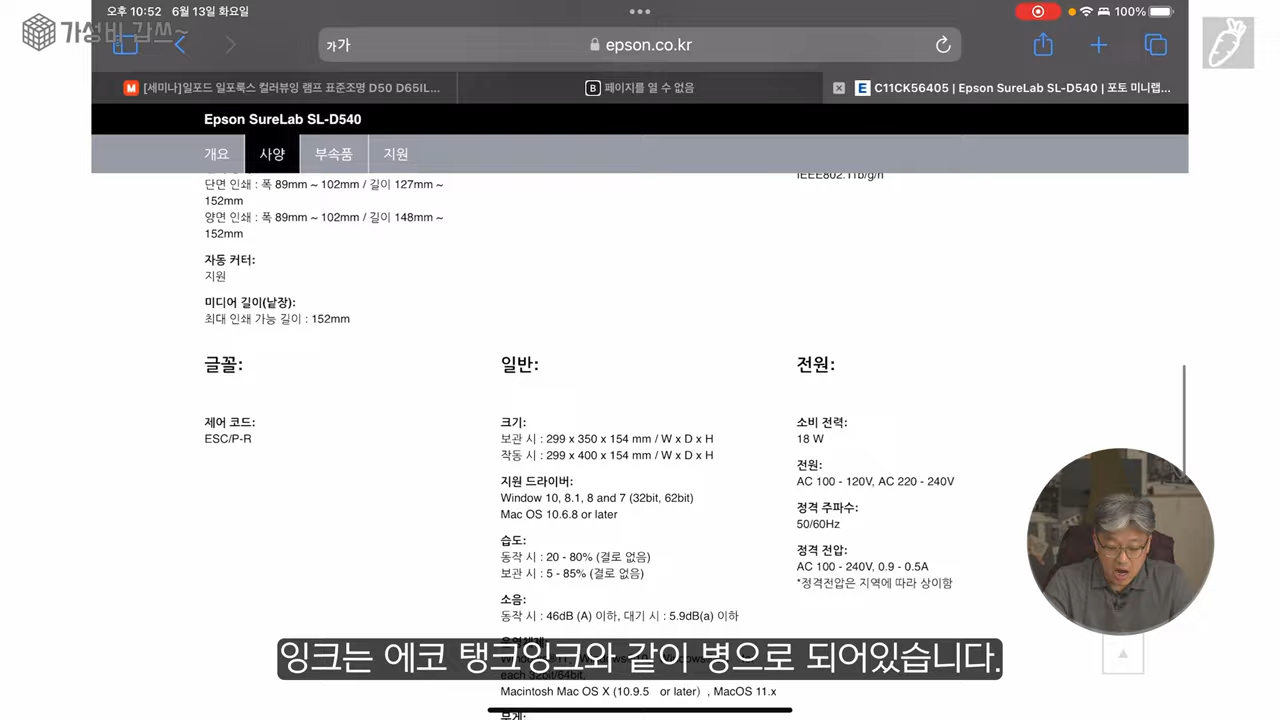 오후 10:52 6월 13일 화요일
100%
가성비 갑쓰~
가가
epson.co.kr
[세미나]일포드 일포룩스 컬러뷰잉 램프 표준조명 D50 D65IL...
페이지를 열 수 없음
C11CK56405 | Epson SureLab SL-D540 | 포토 미니랩...
Epson SureLab SL-D540
개요
사양
부속품
지원
단면 인쇄 : 폭 89mm ~ 102mm / 길이 127mm ~
152mm
양면 인쇄 : 폭 89mm ~ 102mm / 길이 148mm ~
152mm
자동 커터:
지원
미디어 길이(낱장):
최대 인쇄 가능 길이 : 152mm
IEEE802.11b/g/n
글꼴:
제어 코드:
ESC/P-R
일반:
크기:
보관 시 : 299 x 350 x 154 mm / W x D x H
작동 시 : 299 x 400 x 154 mm / W x D x H
지원 드라이버:
Window 10, 8.1, 8 and 7 (32bit, 62bit)
Mac OS 10.6.8 or later
습도:
동작 시 : 20 - 80% (결로 없음)
보관 시 : 5 - 85% (결로 없음)
소음:
동작 시 : 46dB (A) 이하, 대기 시 : 5.9dB(a) 이하
운영체제:
each 32bit/64bit,
Macintosh Mac OS X (10.9.5 or later) , MacOS 11.x
무게:
전원:
소비 전력:
18 W
전원:
AC 100 - 120V, AC 220 - 240V
정격 주파수:
50/60Hz
정격 전압:
AC 100 - 240V, 0.9 - 0.5A
*정격전압은 지역에 따라 상이함
잉크는 에코 탱크잉크와 같이 병으로 되어있습니다.